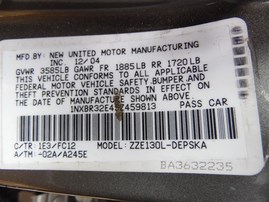 MFD. BY: NEW UNITED MOTOR MANUFACTURING
INC. 12/04
GVWR 3585LB GAWR FR 1885LB RR 1720LB
THIS VEHICLE CONFORMS TO ALL APPLICABLE
FEDERAL MOTOR VEHICLE SAFETY,BUMPER,AND
THEFT PREVENTION STANDARDS IN EFFECT ON
THE DATE OF MANUFACTURE SHOWN ABOVE.
PASS CAR
C/TR: 1E3/FC12 MODEL: ZZE130L-DEPSKA
A/TM: -02A/A245E
BA3632235